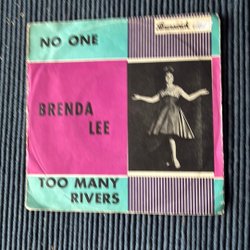 NO ONE
Brunswick
BRENDA
LEE
TOO MANY
RIVERS